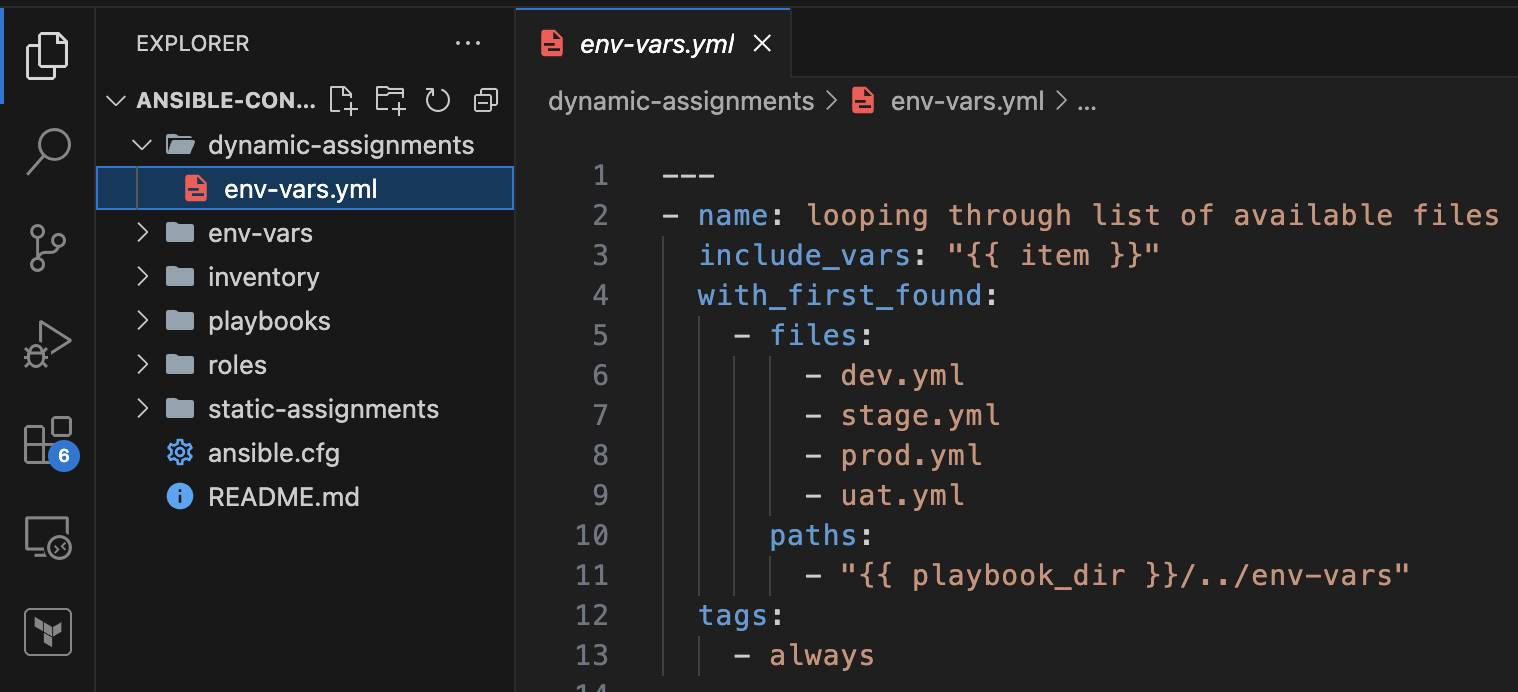 EXPLORER
ANSIBLE-CON...
dynamic-assignments
env-vars.yml
env-vars
inventory
playbooks
roles
static-assignments
ansible.cfg
README.md
6
env-vars.yml
dynamic-assignments > env-vars.yml > ...
1 ---
2 - name: looping through list of available files
3 include_vars: "{{ item }}"
4 with_first_found:
5 - files:
6 - dev.yml
7 - stage.yml
8 - prod.yml
9 - uat.yml
10 paths:
11 - "{{ playbook_dir }}/../env-vars"
12 tags:
13 - always
14